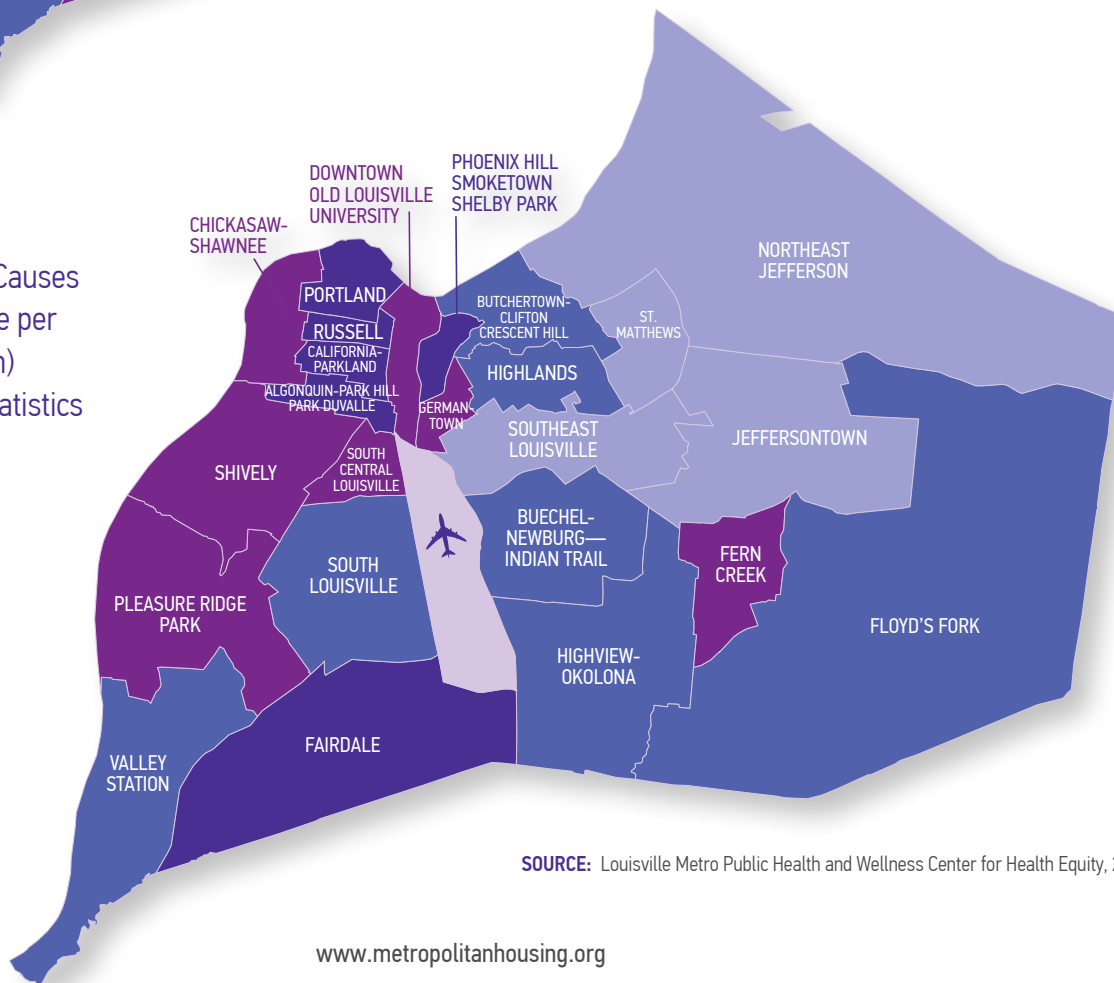 PHOENIX HILL
SMOKETOWN
SHELBY PARK
DOWNTOWN
OLD LOUISVILLE
UNIVERSITY
CHICKASAW-
SHAWNEE
Causes
per
atistics
NORTHEAST
JEFFERSON
PORTLAND
BUTCHERTOWN-
CLIFTON
CRESCENT HILL
ST.
MATTHEWS
RUSSELL
CALIFORNIA-
PARKLAND
HIGHLANDS
ALGONQUIN-PARK HILL
PARK DUVALLE
GERMAN-
TOWN
SOUTHEAST
LOUISVILLE
JEFFERSONTOWN
SHIVELY
SOUTH
CENTRAL
LOUISVILLE
BUECHEL-
NEWBURG—
INDIAN TRAIL
FERN
CREEK
SOUTH
LOUISVILLE
PLEASURE RIDGE
PARK
FLOYD'S FORK
HIGHVIEW-
OKOLONA
FAIRDALE
VALLEY
STATION
SOURCE: Louisville Metro Public Health and Wellness Center for Health Equity,
www.metropolitanhousing.org